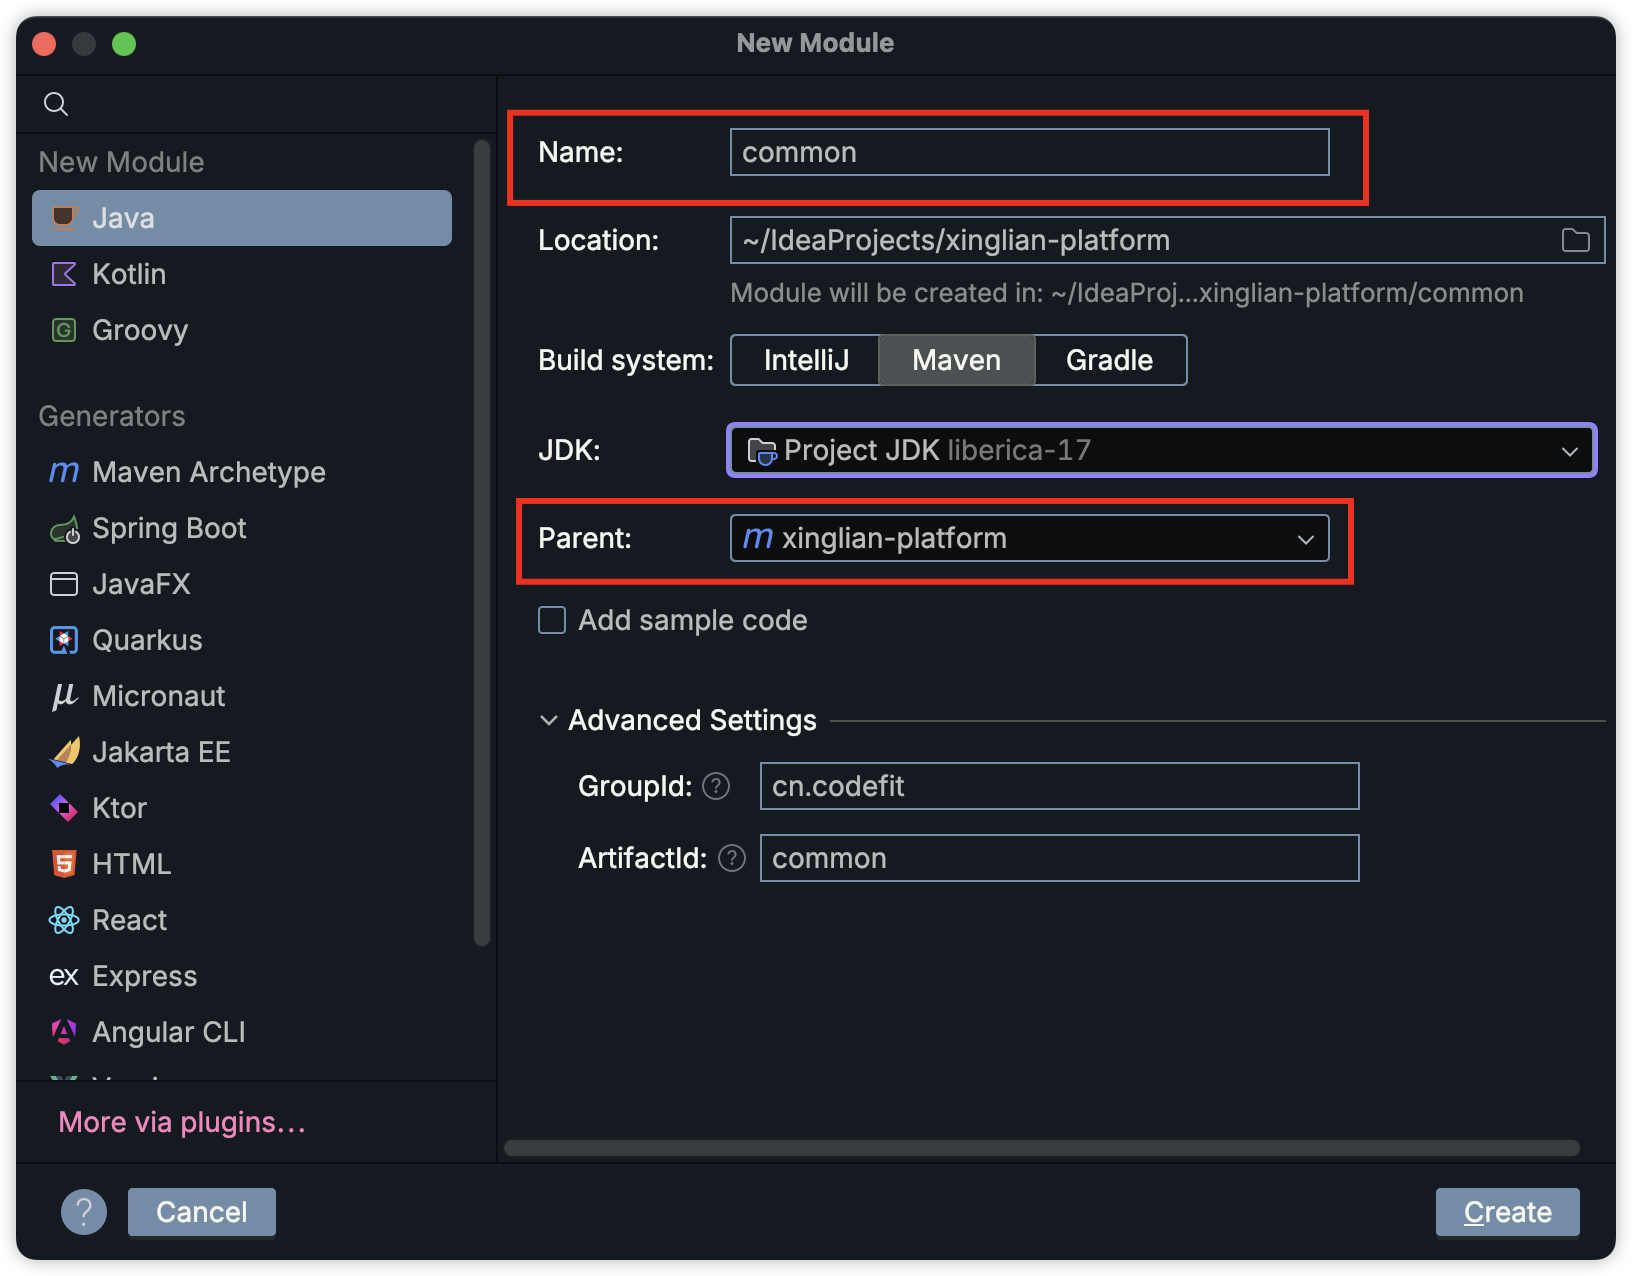 New Module
New Module
Java
Kotlin
Groovy
Generators
Maven Archetype
Spring Boot
JavaFX
Quarkus
Micronaut
Jakarta EE
Ktor
HTML
React
Express
Angular CLI
More via plugins...
Name: common
Location: ~/IdeaProjects/xinglian-platform
Module will be created in: ~/IdeaProj...xinglian-platform/common
Build system: IntelliJ Maven Gradle
JDK: Project JDK liberica-17
Parent: xinglian-platform
Add sample code
Advanced Settings
GroupId: ? cn.codefit
ArtifactId: ? common
? Cancel Create